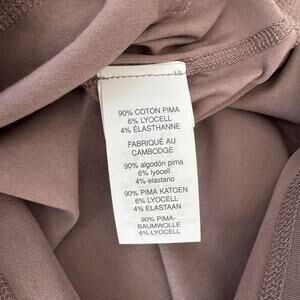 90% COTON PIMA
6% LYOCELL
4% ÉLASTHANNE
FABRIQUÉ AU
CAMBODGE
90% algodón pima
6% lyocell
4% elastano
90% PIMA KATOEN
6% LYOCELL
4% ELASTAAN
90% PIMA-
BAUMWOLLE
6% LYOCELL